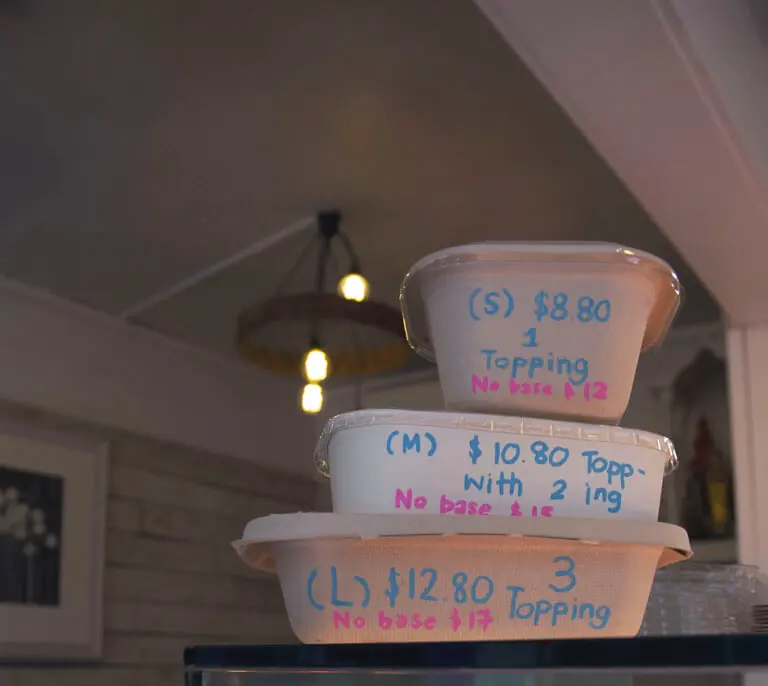 (S) $8.80
1
Topping
No base $12
(M) $10.80 Topp-
with 2 ing
No base $15
(L) $12.80 3
Topping
No base $17